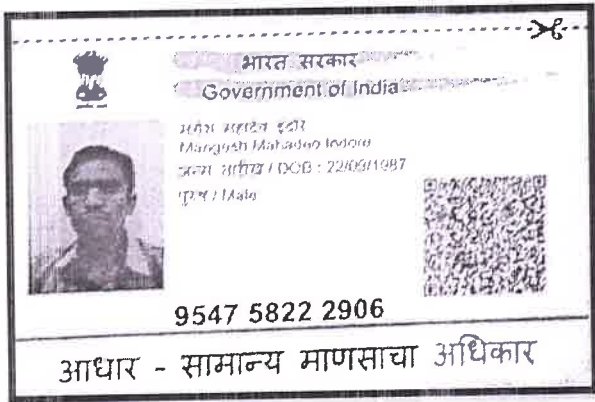 भारत सरकार
Government of India
महादेव इंदोरे
Mangesh Mahadeo Indore
जन्म तारीख / DOB : 22/09/1987
पुरुष / Male
9547 5822 2906
आधार - सामान्य माणसाचा अधिकार